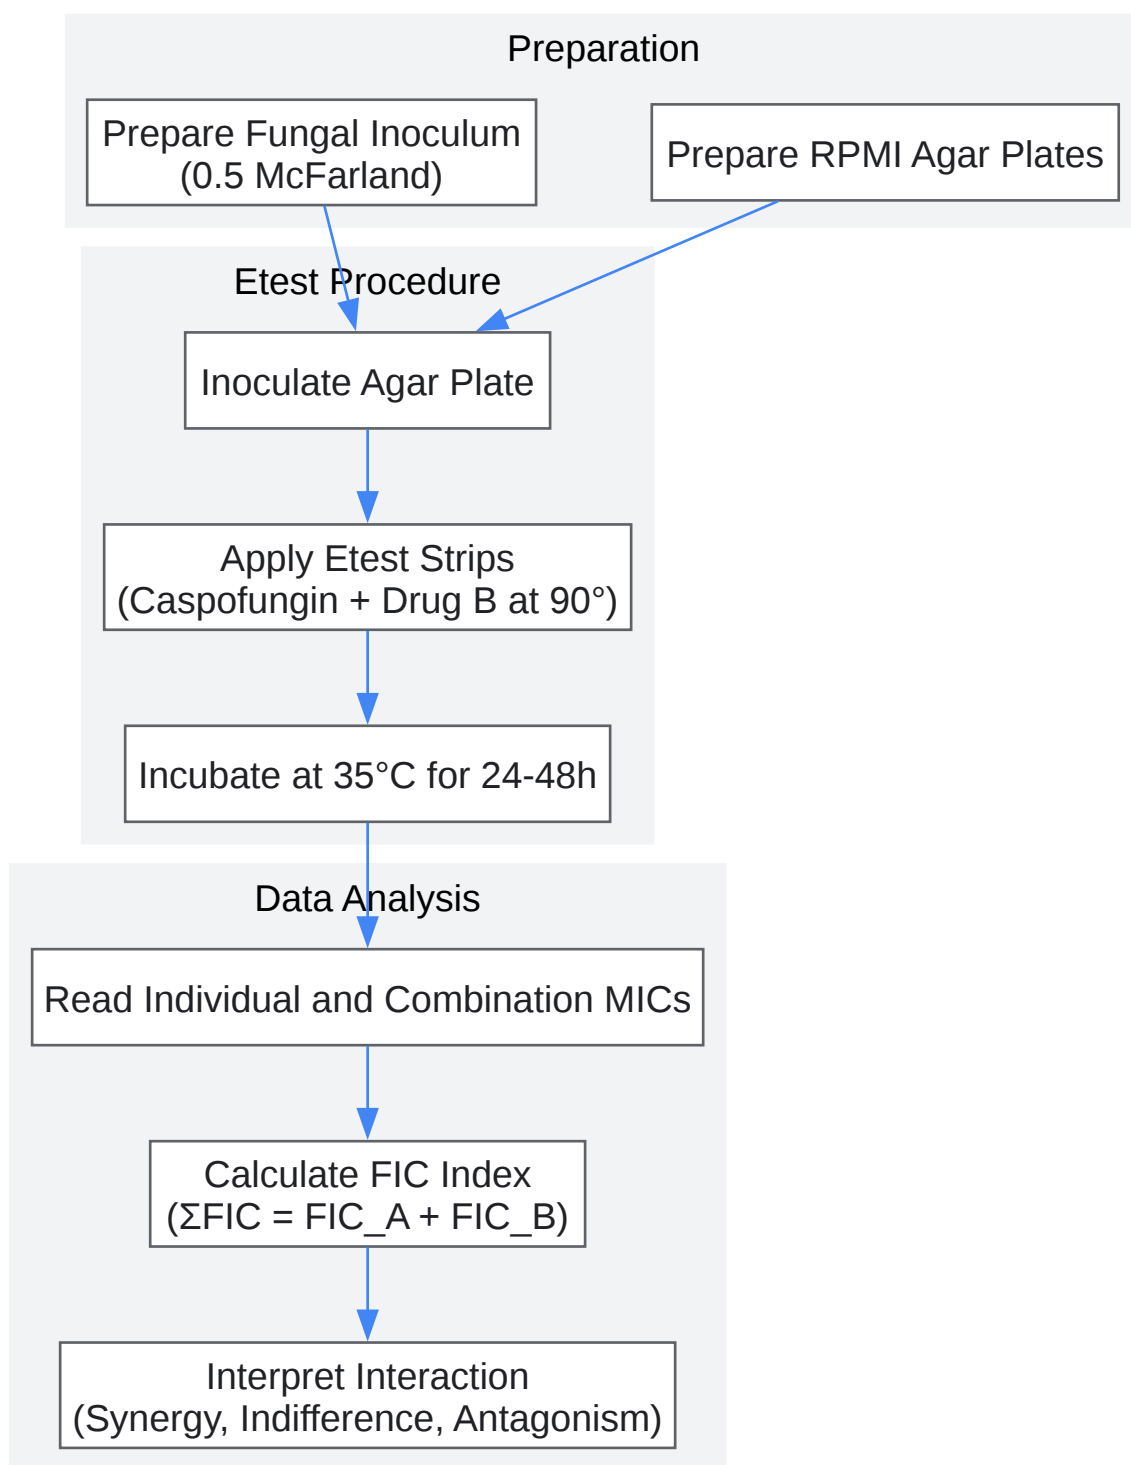 Preparation
Prepare Fungal Inoculum
(0.5 McFarland)
Prepare RPMI Agar Plates
Etest Procedure
Inoculate Agar Plate
Apply Etest Strips
(Caspofungin + Drug B at 90°)
Incubate at 35°C for 24-48h
Data Analysis
Read Individual and Combination MICs
Calculate FIC Index
(ΣFIC = FIC_A + FIC_B)
Interpret Interaction
(Synergy, Indifference, Antagonism)